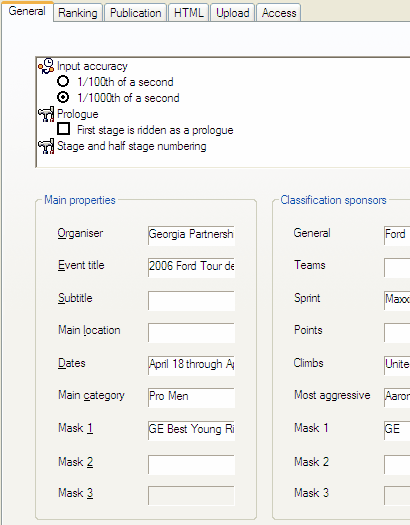 General Ranking Publication HTML Upload Access
Input accuracy
1/100th of a second
1/1000th of a second
Prologue
First stage is ridden as a prologue
Stage and half stage numbering
Main properties
Organiser Georgia Partnersh
Event title 2006 Ford Tour de
Subtitle
Main location
Dates April 18 through Ap
Main category Pro Men
Mask 1 GE Best Young Ri
Mask 2
Mask 3
Classification sponsors
General Ford
Teams
Sprint Maxx
Points
Climbs Unite
Most aggressive Aaron
Mask 1 GE
Mask 2
Mask 3